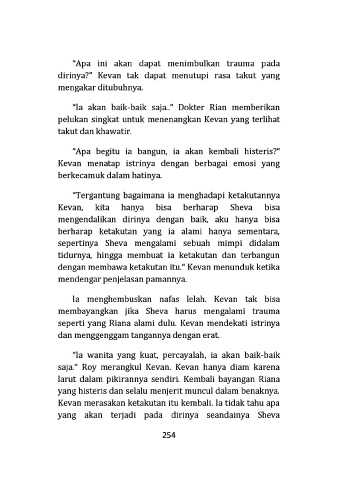 “Apa ini akan dapat menimbulkan trauma pada
dirinya?” Kevan tak dapat menutupi rasa takut yang
mengakar ditubuhnya.
“Ia akan baik-baik saja..” Dokter Rian memberikan
pelukan singkat untuk menenangkan Kevan yang terlihat
takut dan khawatir.
“Apa begitu ia bangun, ia akan kembali histeris?”
Kevan menatap istrinya dengan berbagai emosi yang
berkecamuk dalam hatinya.
“Tergantung bagaimana ia menghadapi ketakutannya
Kevan, kita hanya bisa berharap Sheva bisa
mengendalikan dirinya dengan baik, aku hanya bisa
berharap ketakutan yang ia alami hanya sementara,
sepertinya Sheva mengalami sebuah mimpi didalam
tidurnya, hingga membuat ia ketakutan dan terbangun
dengan membawa ketakutan itu.” Kevan menunduk ketika
mendengar penjelasan pamannya.
Ia menghembuskan nafas lelah. Kevan tak bisa
membayangkan jika Sheva harus mengalami trauma
seperti yang Riana alami dulu. Kevan mendekati istrinya
dan menggenggam tangannya dengan erat.
“Ia wanita yang kuat, percayalah, ia akan baik-baik
saja.” Roy merangkul Kevan. Kevan hanya diam karena
larut dalam pikirannya sendiri. Kembali bayangan Riana
yang histeris dan selalu menjerit muncul dalam benaknya.
Kevan merasakan ketakutan itu kembali. Ia tidak tahu apa
yang akan terjadi pada dirinya seandainya Sheva
254